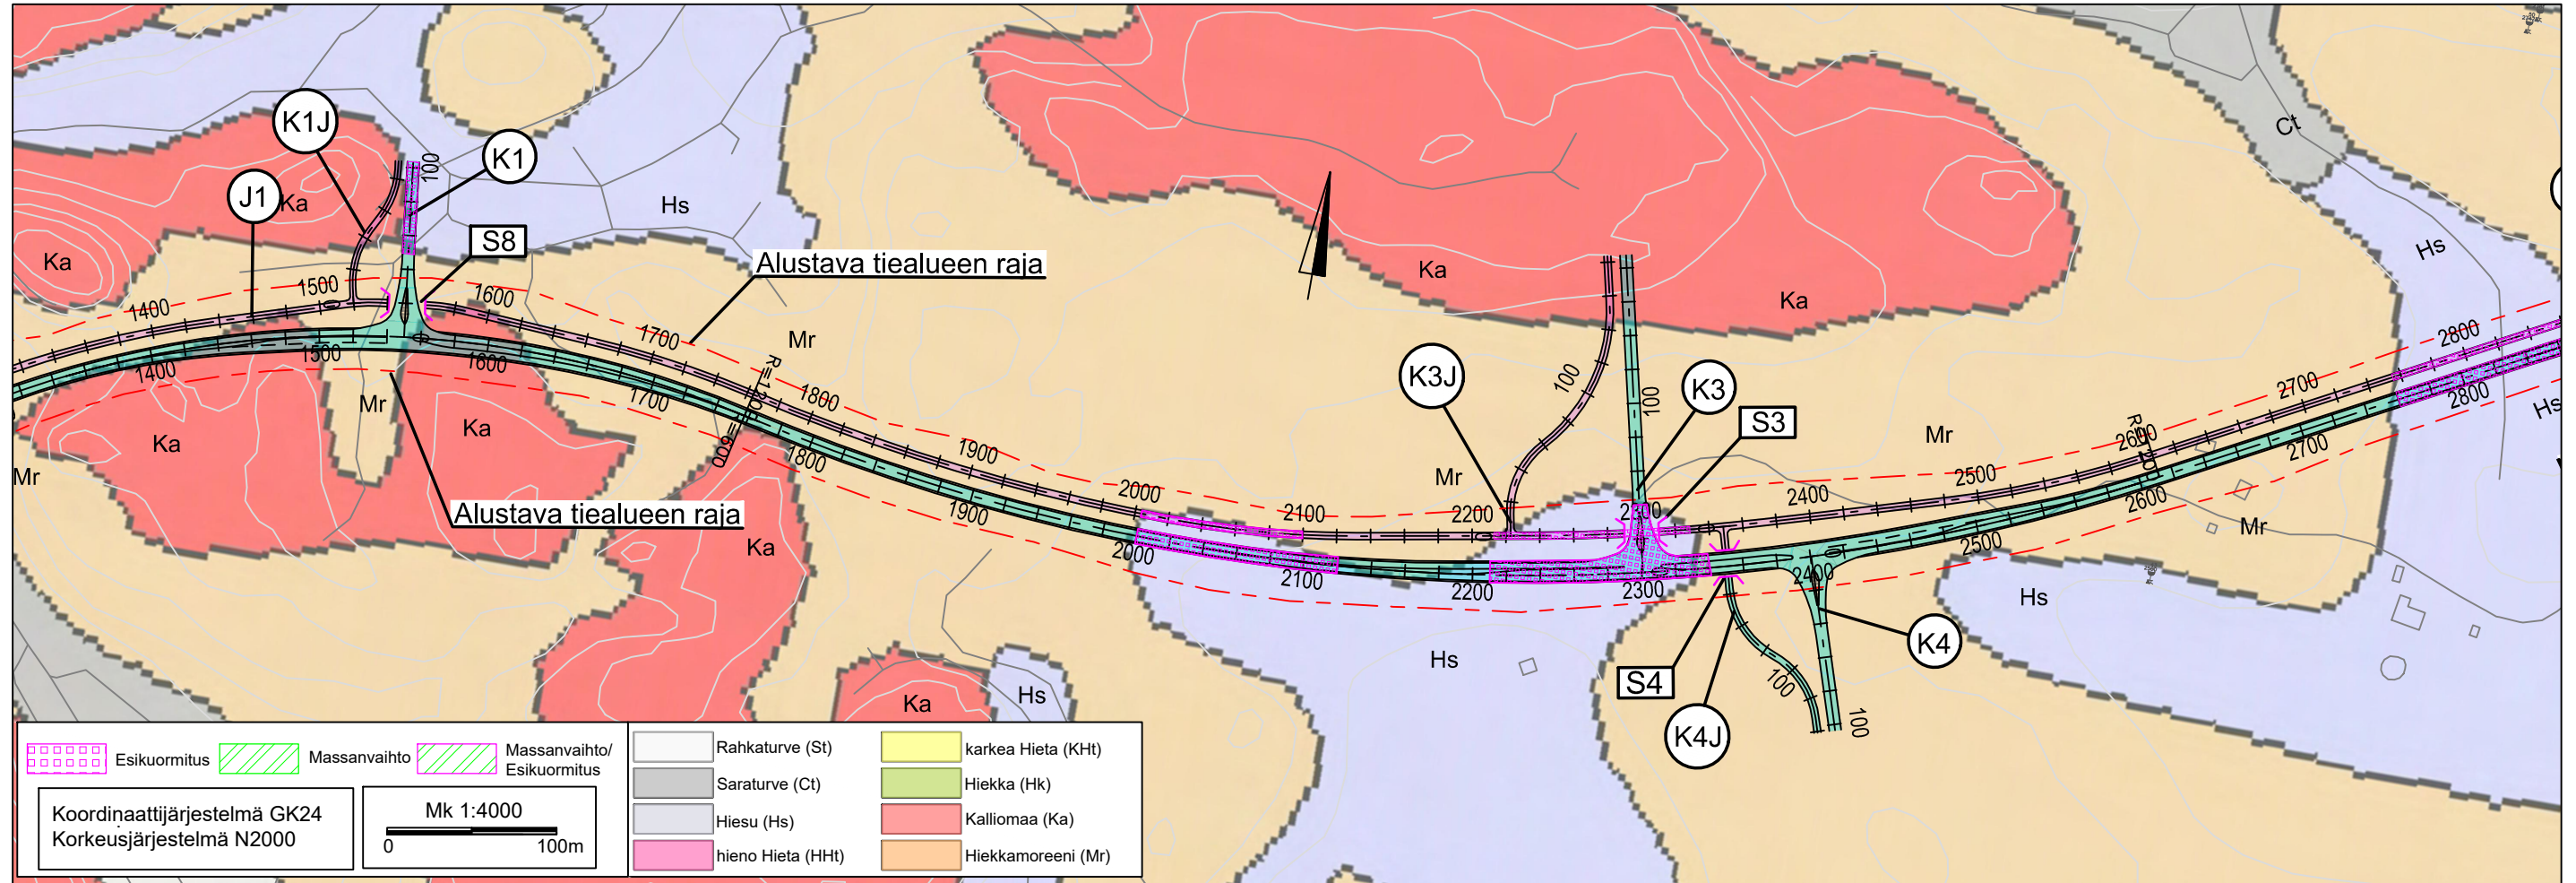 K1J
K1
J1
Ka
100
Hs
S8
Ka
Alustava tiealueen raja
1400
1500
0
1600
1700
Mr
1800
1900
2000
2100
2200
2300
2400
2500
2600
2700
2800
1400
1500
0
1600
1700
1800
1900
2000
2100
2200
2300
2400
2500
2600
2700
2800
Mr
Ka
Ka
Mr
Alustava tiealueen raja
Ka
Ct
Hs
Hs
Ka
Ka
K3J
100
100
K3
S3
Mr
Mr
0
0
0
Mr
Hs
Hs
S4
K4J
K4
100
100
Ka
Hs
Esikuormitus
Massanvaihto
Massanvaihto/
Esikuormitus
Koordinaattijärjestelmä GK24
Korkeusjärjestelmä N2000
Mk 1:4000
0
100m
Rahkaturve (St)
Saraturve (Ct)
Hiesu (Hs)
hieno Hieta (HHt)
karkea Hieta (KHt)
Hiekka (Hk)
Kalliomaa (Ka)
Hiekkamoreeni (Mr)